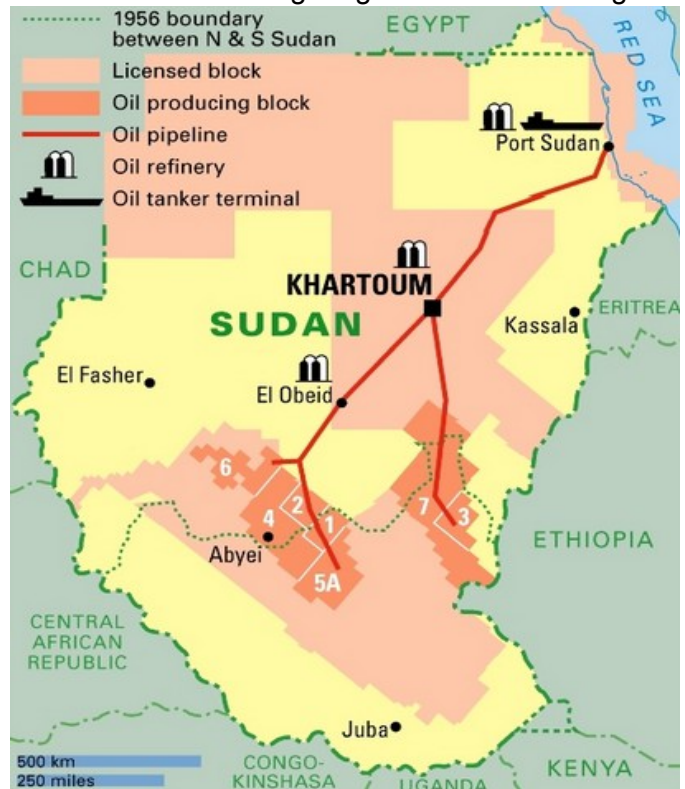 1956 boundary
between N & S Sudan
Licensed block
Oil producing block
Oil pipeline
Oil refinery
Oil tanker terminal
EGYPT
RED SEA
Port Sudan
CHAD
KHARTOUM
SUDAN
Kassala
ERITREA
El Fasher
El Obeid
6
2
4
1
7
3
Abyei
5A
ETHIOPIA
CENTRAL
AFRICAN
REPUBLIC
Juba
500 km
250 miles
CONGO-
KINSHASA
UGANDA
KENYA